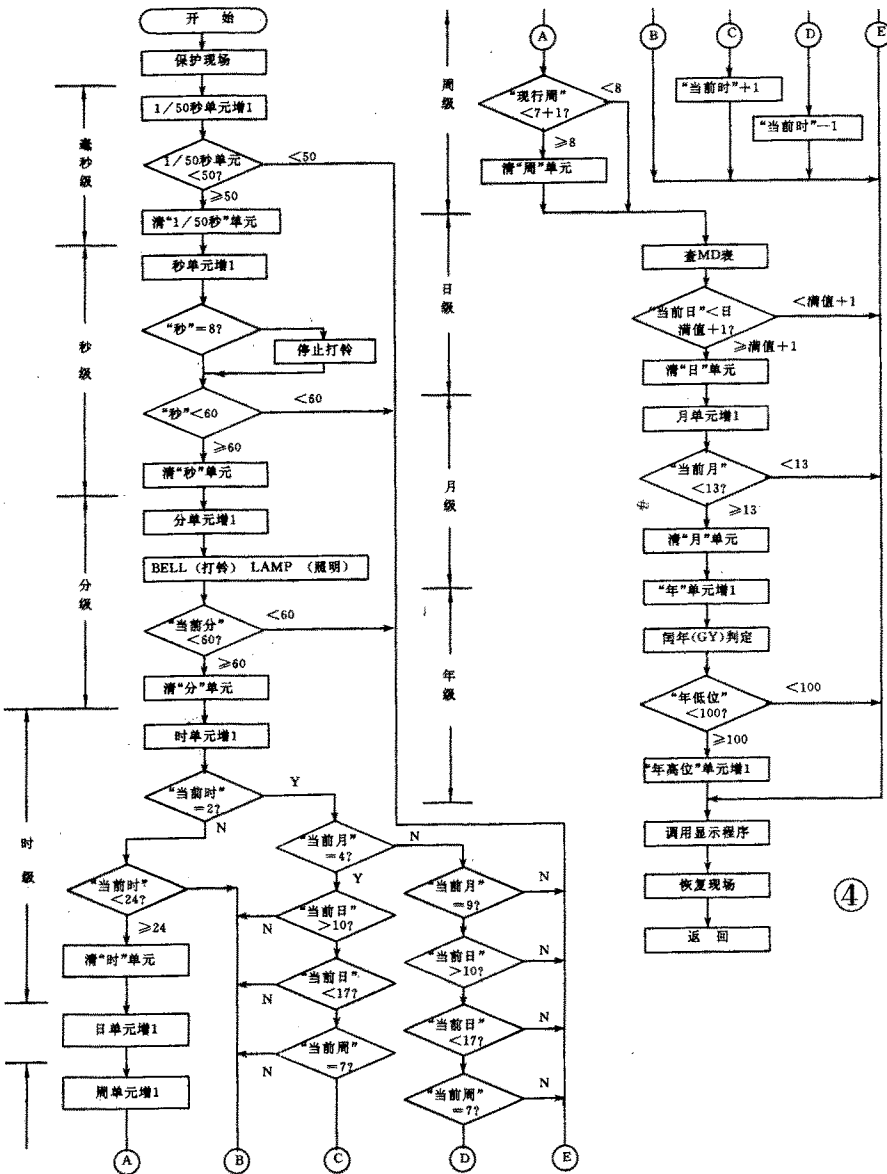 开 始
保护现场
毫秒级
1/50秒单元增1
1/50秒单元
<50?
<50
≥50
清“1/50秒”单元
秒级
秒单元增1
“秒”=8?
停止打铃
“秒”<60
<60
≥60
清“秒”单元
分级
分单元增1
BELL (打铃) LAMP (照明)
“当前分”
<60?
<60
≥60
清“分”单元
时级
时单元增1
“当前时”
=2?
Y
N
“当前时”
<24?
≥24
清“时”单元
日单元增1
周单元增1
“当前月”
=4?
N
Y
“当前日”
>10?
N
“当前日”
<17?
N
“当前周”
=7?
N
“当前月”
=9?
N
“当前日”
>10?
N
“当前日”
<17?
N
“当前周”
=7?
N
A
B
C
D
E
A
B
C
D
E
周级
“现行周”
<7+1?
<8
≥8
清“周”单元
“当前时”+1
“当前时”—1
日级
查MD表
“当前日”<日
满值+1?
<满值+1
≥满值+1
清“日”单元
月级
月单元增1
“当前月”
<13?
<13
≥13
清“月”单元
年级
“年”单元增1
闰年(GY)判定
“年低位”
<100?
<100
≥100
“年高位”单元增1
调用显示程序
恢复现场
返 回
④